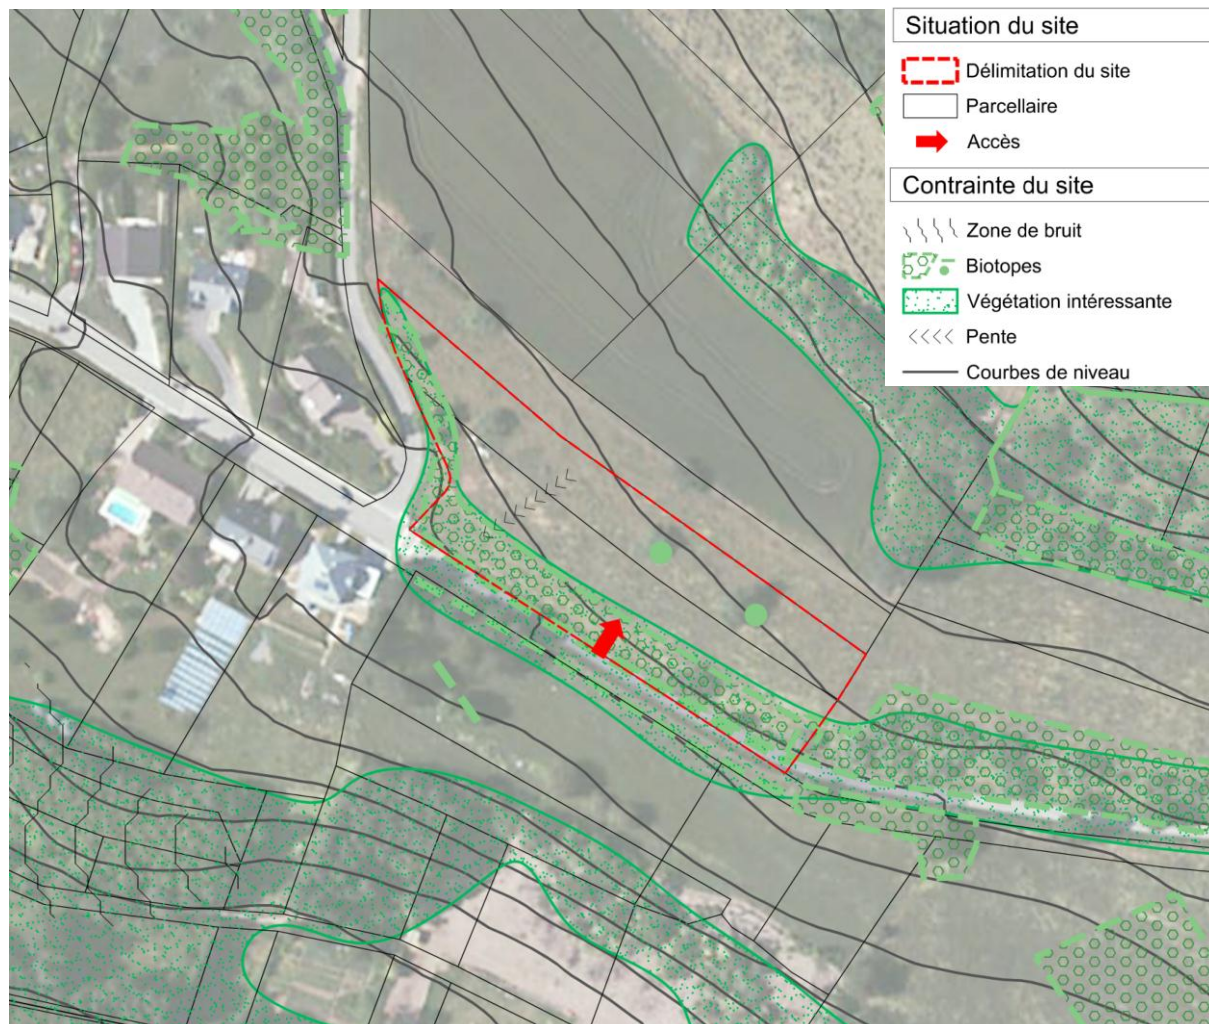 Situation du site
Délimitation du site
Parcellaire
Accès
Contrainte du site
Zone de bruit
Biotopes
Végétation intéressante
Pente
Courbes de niveau